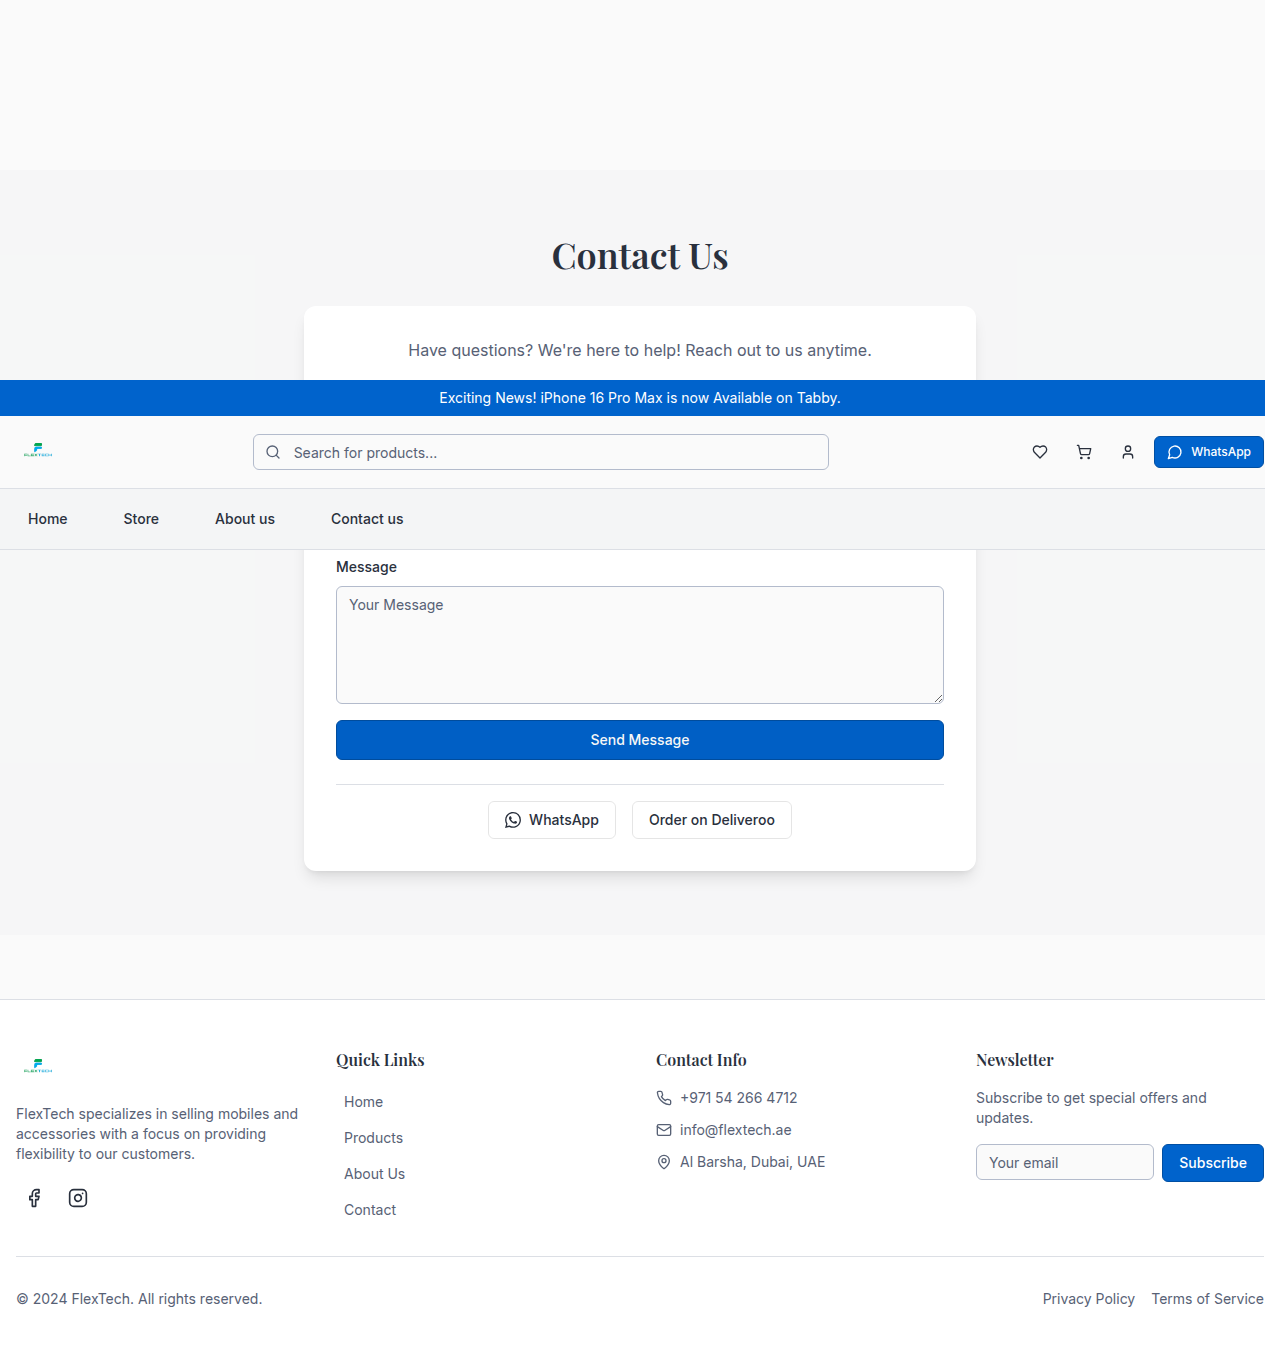 Contact Us
Have questions? We're here to help! Reach out to us anytime.
Exciting News! iPhone 16 Pro Max is now Available on Tabby.
FLEXTECH
Search for products...
WhatsApp
Home
Store
About us
Contact us
Message
Your Message
Send Message
WhatsApp
Order on Deliveroo
FLEXTECH
FlexTech specializes in selling mobiles and
accessories with a focus on providing
flexibility to our customers.
Quick Links
Home
Products
About Us
Contact
Contact Info
+971 54 266 4712
info@flextech.ae
Al Barsha, Dubai, UAE
Newsletter
Subscribe to get special offers and
updates.
Your email
Subscribe
© 2024 FlexTech. All rights reserved.
Privacy Policy
Terms of Service